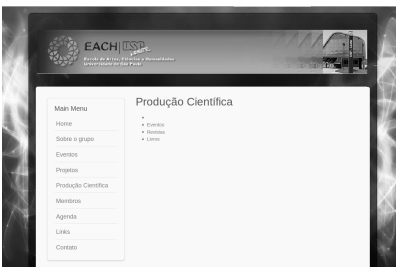 EACH USP
Escola de Artes, Ciências e Humanidades
Universidade de São Paulo
Main Menu
Home
Sobre o grupo
Eventos
Projetos
Produção Científica
Membros
Agenda
Links
Contato
Produção Científica
Eventos
Revistas
Livros